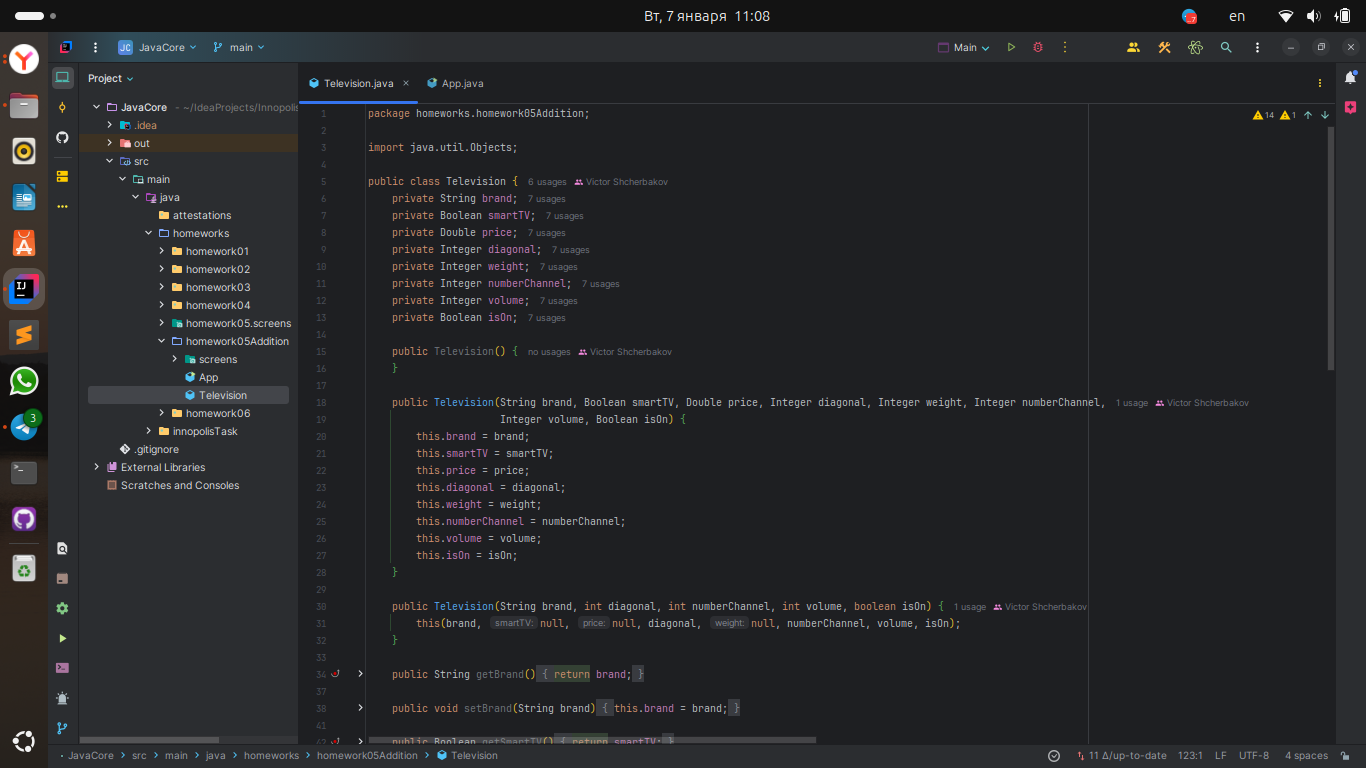 Вт, 7 января 11:08
en
JC JavaCore main Main
Project
Television.java
App.java
JavaCore ~/IdeaProjects/Innopolis
.idea
out
src
main
java
attestations
homeworks
homework01
homework02
homework03
homework04
homework05.screens
homework05Addition
screens
App
Television
homework06
innopolisTask
.gitignore
External Libraries
Scratches and Consoles
3
14 1
1 package homeworks.homework05Addition;
2
3 import java.util.Objects;
4
5 public class Television { 6 usages Victor Shcherbakov
6 private String brand; 7 usages
7 private Boolean smartTV; 7 usages
8 private Double price; 7 usages
9 private Integer diagonal; 7 usages
10 private Integer weight; 7 usages
11 private Integer numberChannel; 7 usages
12 private Integer volume; 7 usages
13 private Boolean isOn; 7 usages
14
15 public Television() { no usages Victor Shcherbakov
16 }
17
18 public Television(String brand, Boolean smartTV, Double price, Integer diagonal, Integer weight, Integer numberChannel, 1 usage Victor Shcherbakov
19 Integer volume, Boolean isOn) {
20 this.brand = brand;
21 this.smartTV = smartTV;
22 this.price = price;
23 this.diagonal = diagonal;
24 this.weight = weight;
25 this.numberChannel = numberChannel;
26 this.volume = volume;
27 this.isOn = isOn;
28 }
29
30 public Television(String brand, int diagonal, int numberChannel, int volume, boolean isOn) { 1 usage Victor Shcherbakov
31 this(brand, smartTV: null, price: null, diagonal, weight: null, numberChannel, volume, isOn);
32 }
33
34 public String getBrand() { return brand; }
37
38 public void setBrand(String brand) { this.brand = brand; }
41
42 public Boolean getSmartTV() { return smartTV; }
JavaCore > src > main > java > homeworks > homework05Addition > Television
11 Δ/up-to-date 123:1 LF UTF-8 4 spaces